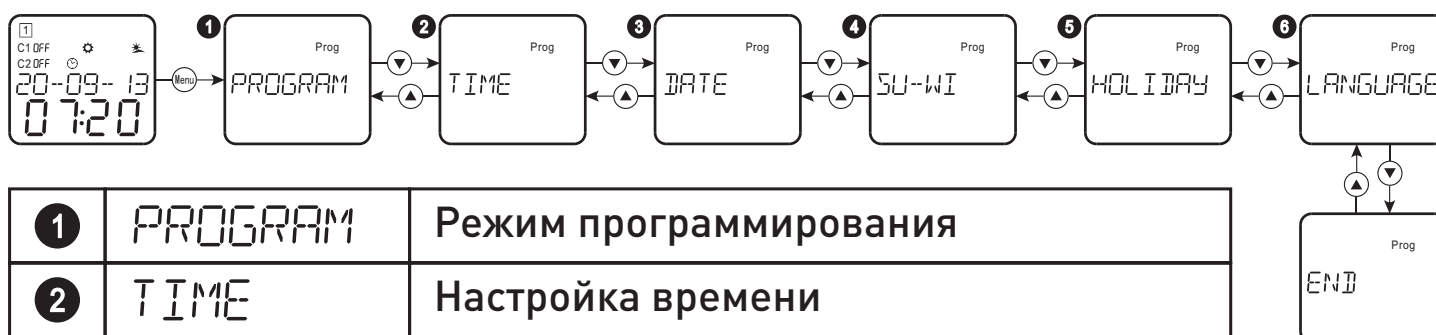 1
C1 OFF
C2 OFF
20-09-13
07:20
Menu
1 Prog
PROGRAM
2 Prog
TIME
3 Prog
DATE
4 Prog
SU-WI
5 Prog
HOLIDAY
6 Prog
LANGUAGE
Prog
END
1 PROGRAM Режим программирования
2 TIME Настройка времени